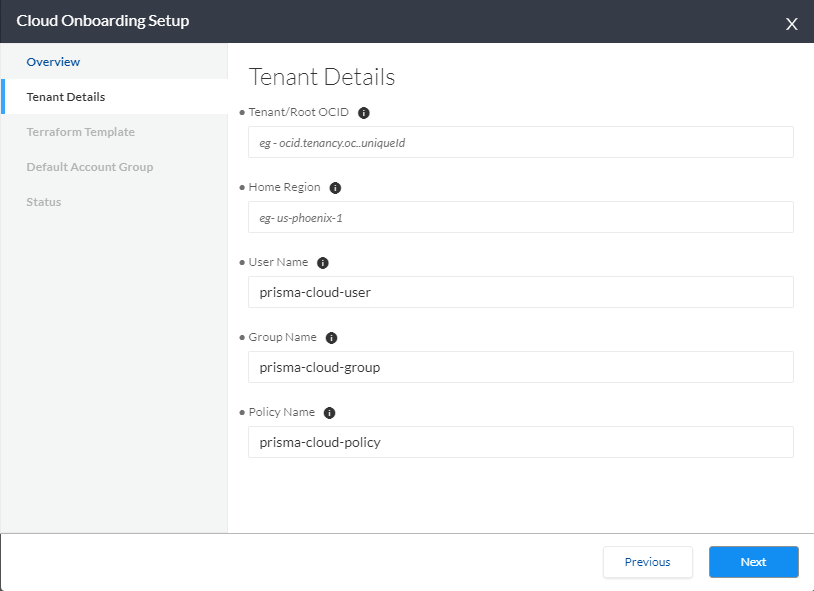 Cloud Onboarding Setup
X
Overview
Tenant Details
Terraform Template
Default Account Group
Status
Tenant Details
Tenant/Root OCID
eg - ocid.tenancy.oc..uniqueId
Home Region
eg- us-phoenix-1
User Name
prisma-cloud-user
Group Name
prisma-cloud-group
Policy Name
prisma-cloud-policy
Previous
Next